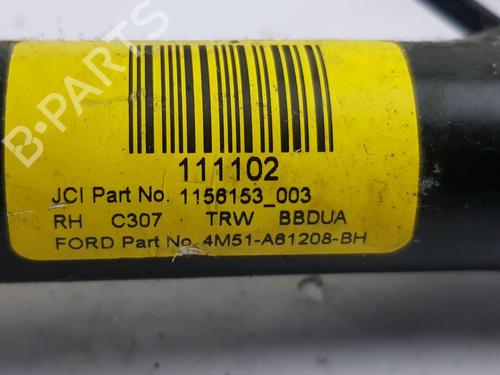 B-PARTS
111102
JCI Part No. 1156153_003
RH C307 TRW BBDUA
FORD Part No. 4M51-A61208-BH